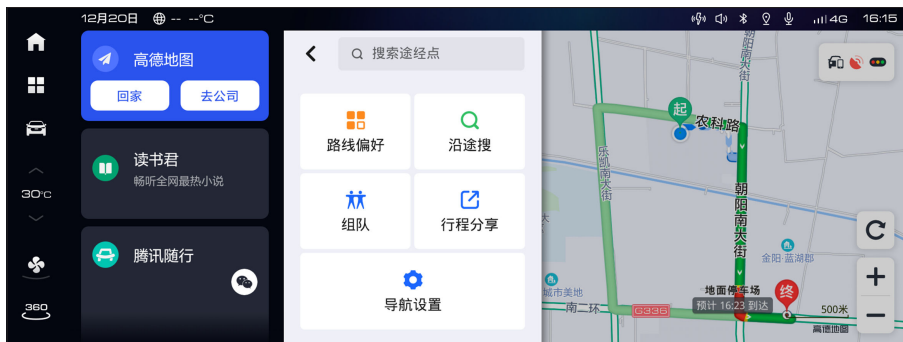 12月20日 -- --°C
4G 16:15
高德地图
回家 去公司
读书君
畅听全网最热小说
腾讯随行
30°C
360
搜索途经点
路线偏好 沿途搜
组队 行程分享
导航设置
朝阳南大街
起
农科路
乐凯南大街
朝阳南大街
金阳·蓝湖郡
城市美地
地面停车场
终
预计 16:23 到达
南二环
G335
500米
高德地图